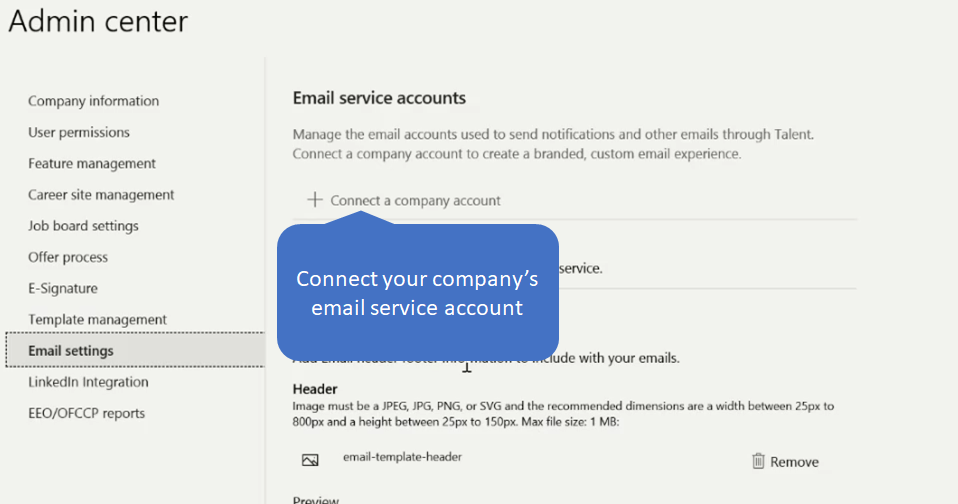 Admin center
Company information
User permissions
Feature management
Career site management
Job board settings
Offer process
E-Signature
Template management
Email settings
LinkedIn Integration
EEO/OFCCP reports
Email service accounts
Manage the email accounts used to send notifications and other emails through Talent.
Connect a company account to create a branded, custom email experience.
Connect a company account
Connect your company's
email service account
service.
include with your emails.
Header
Image must be a JPEG, JPG, PNG, or SVG and the recommended dimensions are a width between 25px to
800px and a height between 25px to 150px. Max file size: 1 MB:
email-template-header
Remove
Preview